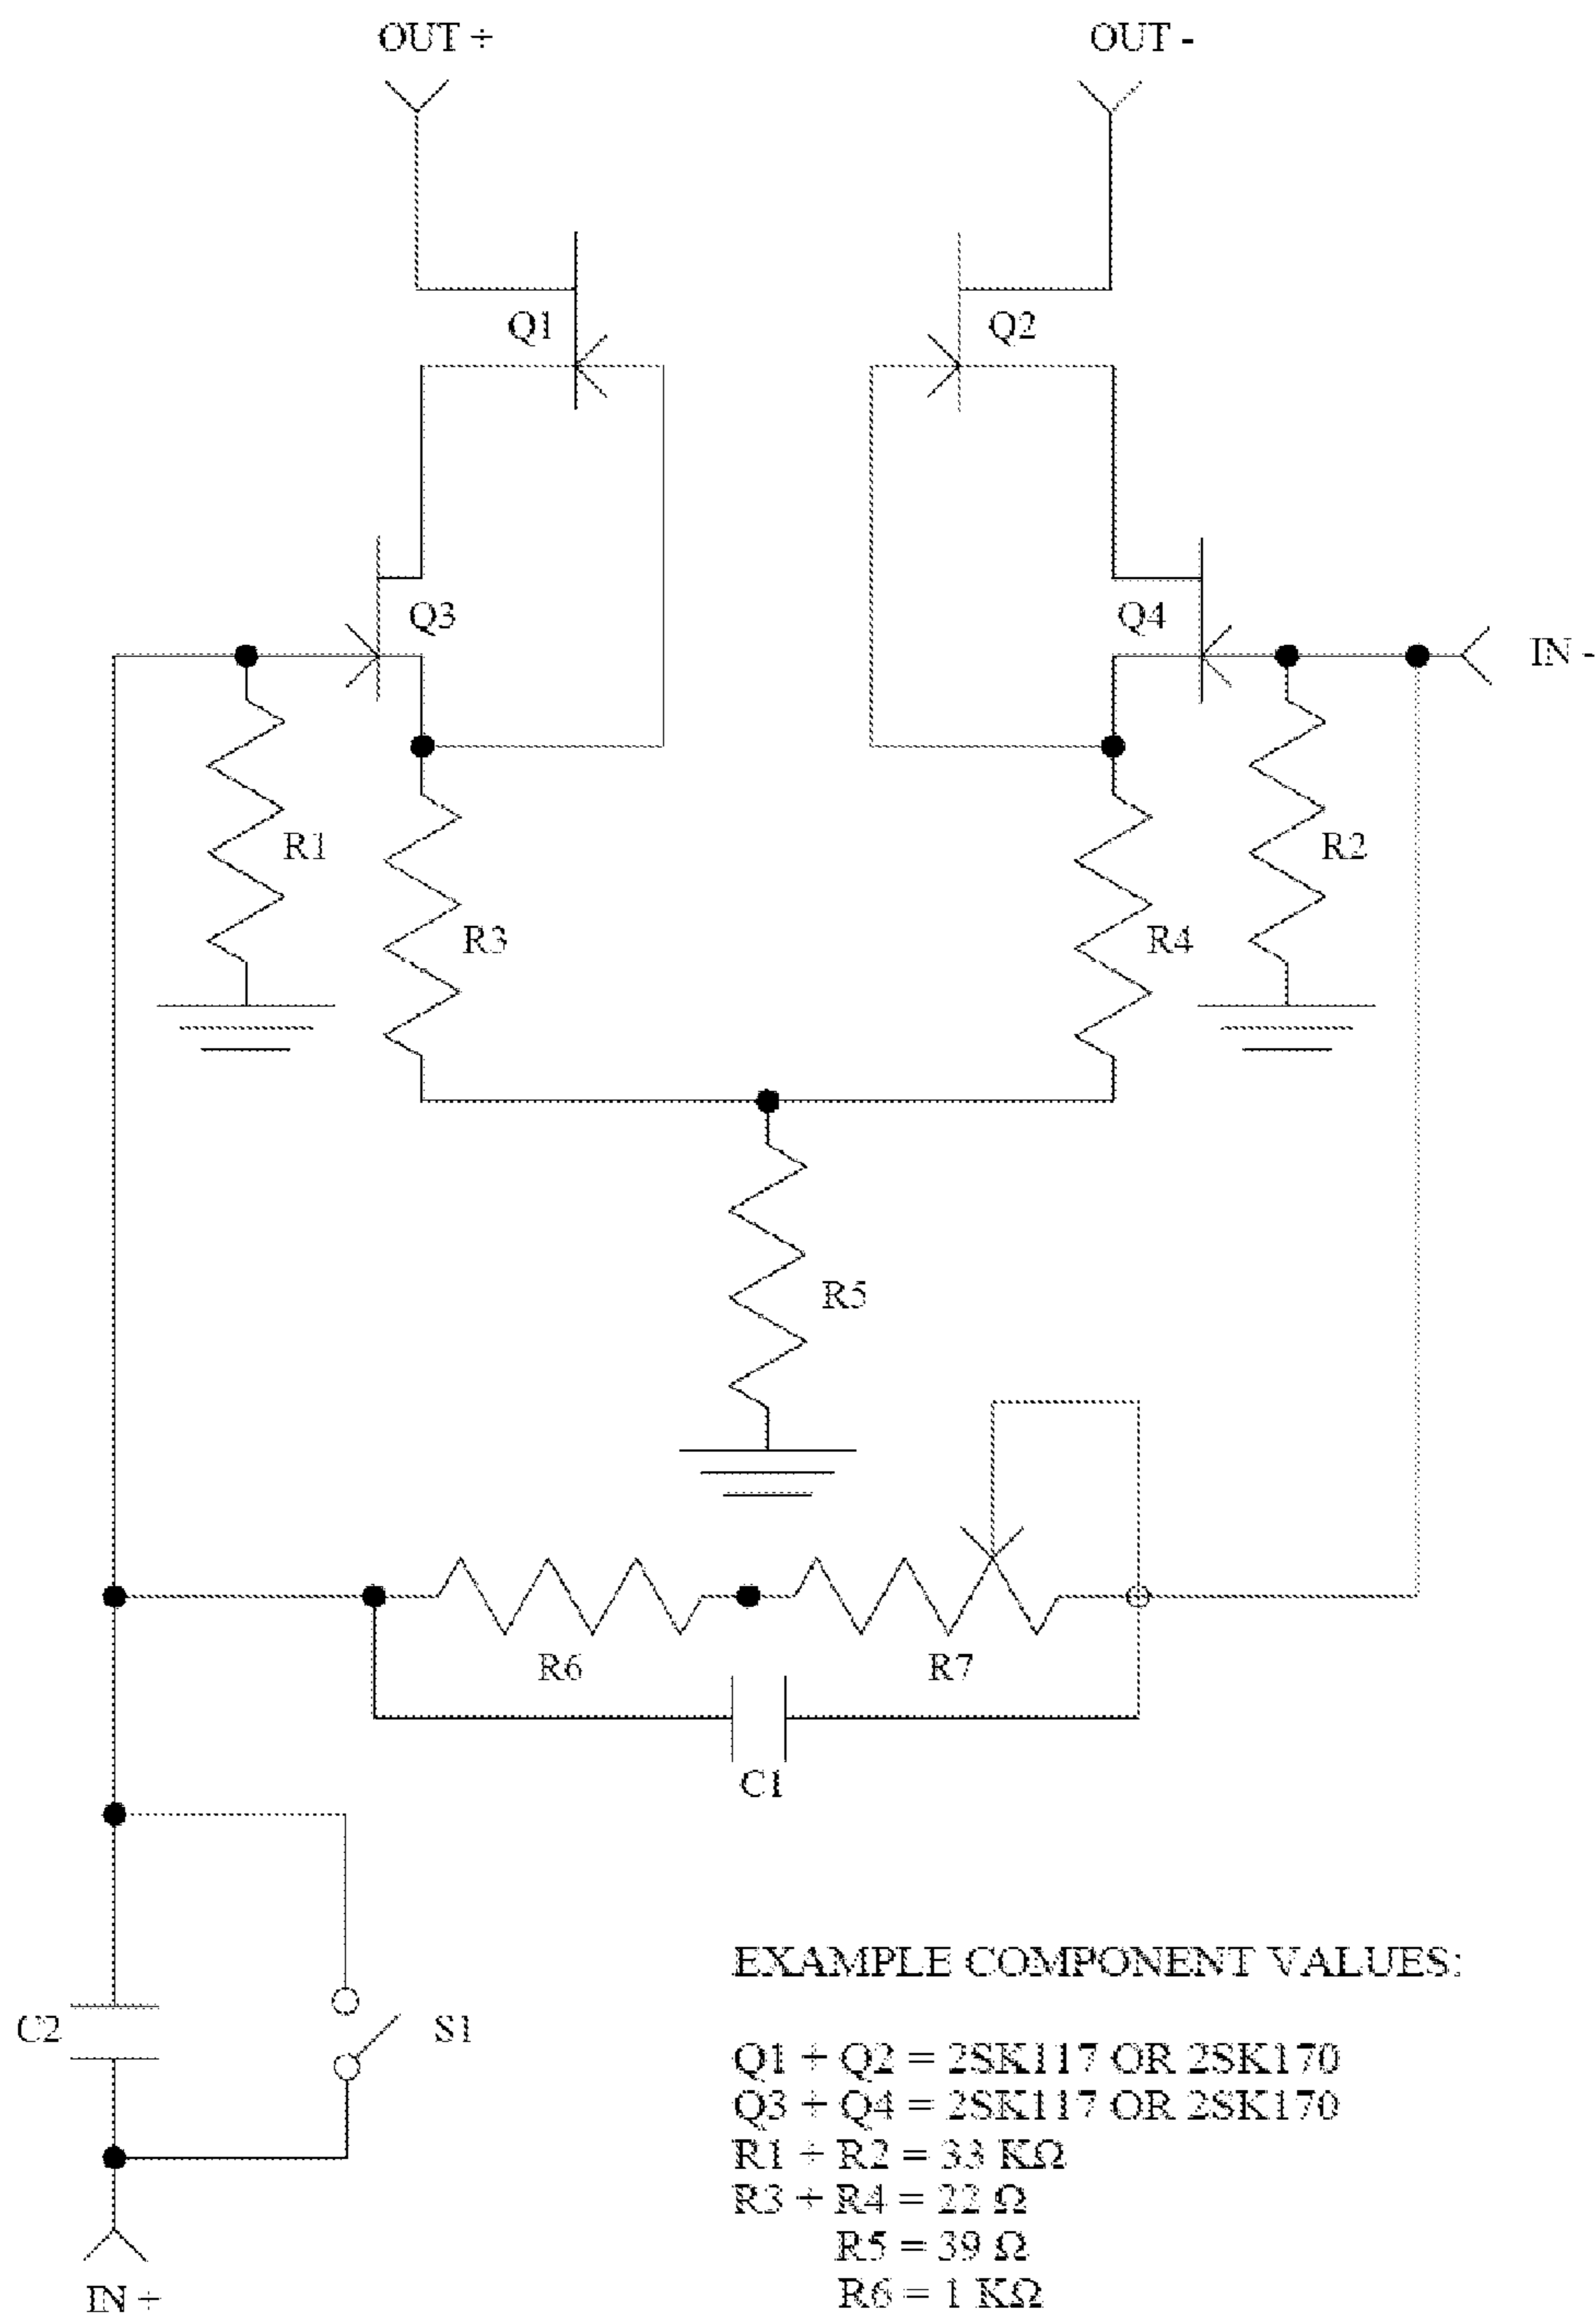 OUT +
OUT -
Q1
Q2
Q3
Q4
IN -
R1
R2
R3
R4
R5
R6
R7
C1
C2
S1
EXAMPLE COMPONENT VALUES:
Q1 + Q2 = 2SK117 OR 2SK170
Q3 + Q4 = 2SK117 OR 2SK170
R1 + R2 = 33 KΩ
R3 + R4 = 22 Ω
R5 = 39 Ω
R6 = 1 KΩ
IN +